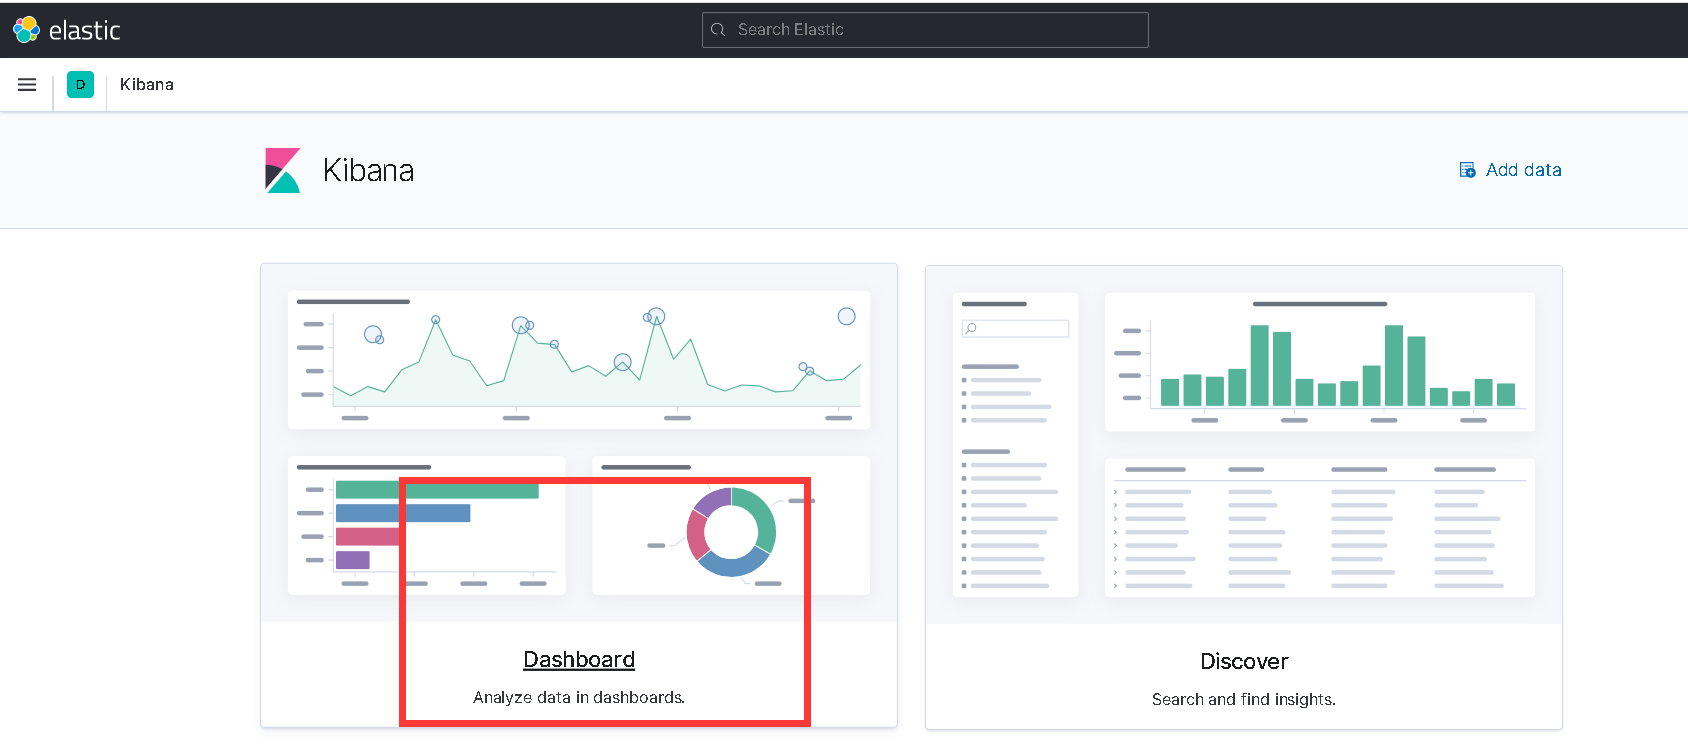 elastic
Search Elastic
D
Kibana
Kibana
Add data
Dashboard
Analyze data in dashboards.
Discover
Search and find insights.